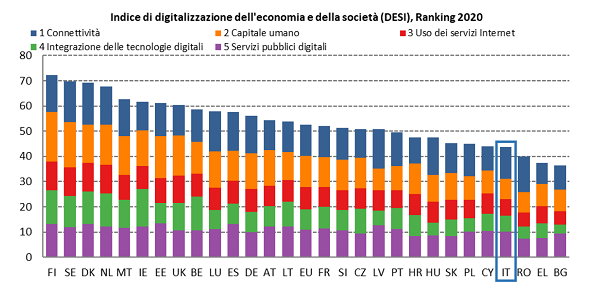 Indice di digitalizzazione dell'economia e della società (DESI), Ranking 2020
1 Connettività 2 Capitale umano 3 Uso dei servizi Internet
4 Integrazione delle tecnologie digitali 5 Servizi pubblici digitali
80
70
60
50
40
30
20
10
0
FI SE DK NL MT IE EE UK BE LU ES DE AT LT EU FR SI CZ LV PT HR HU SK PL CY IT RO EL BG